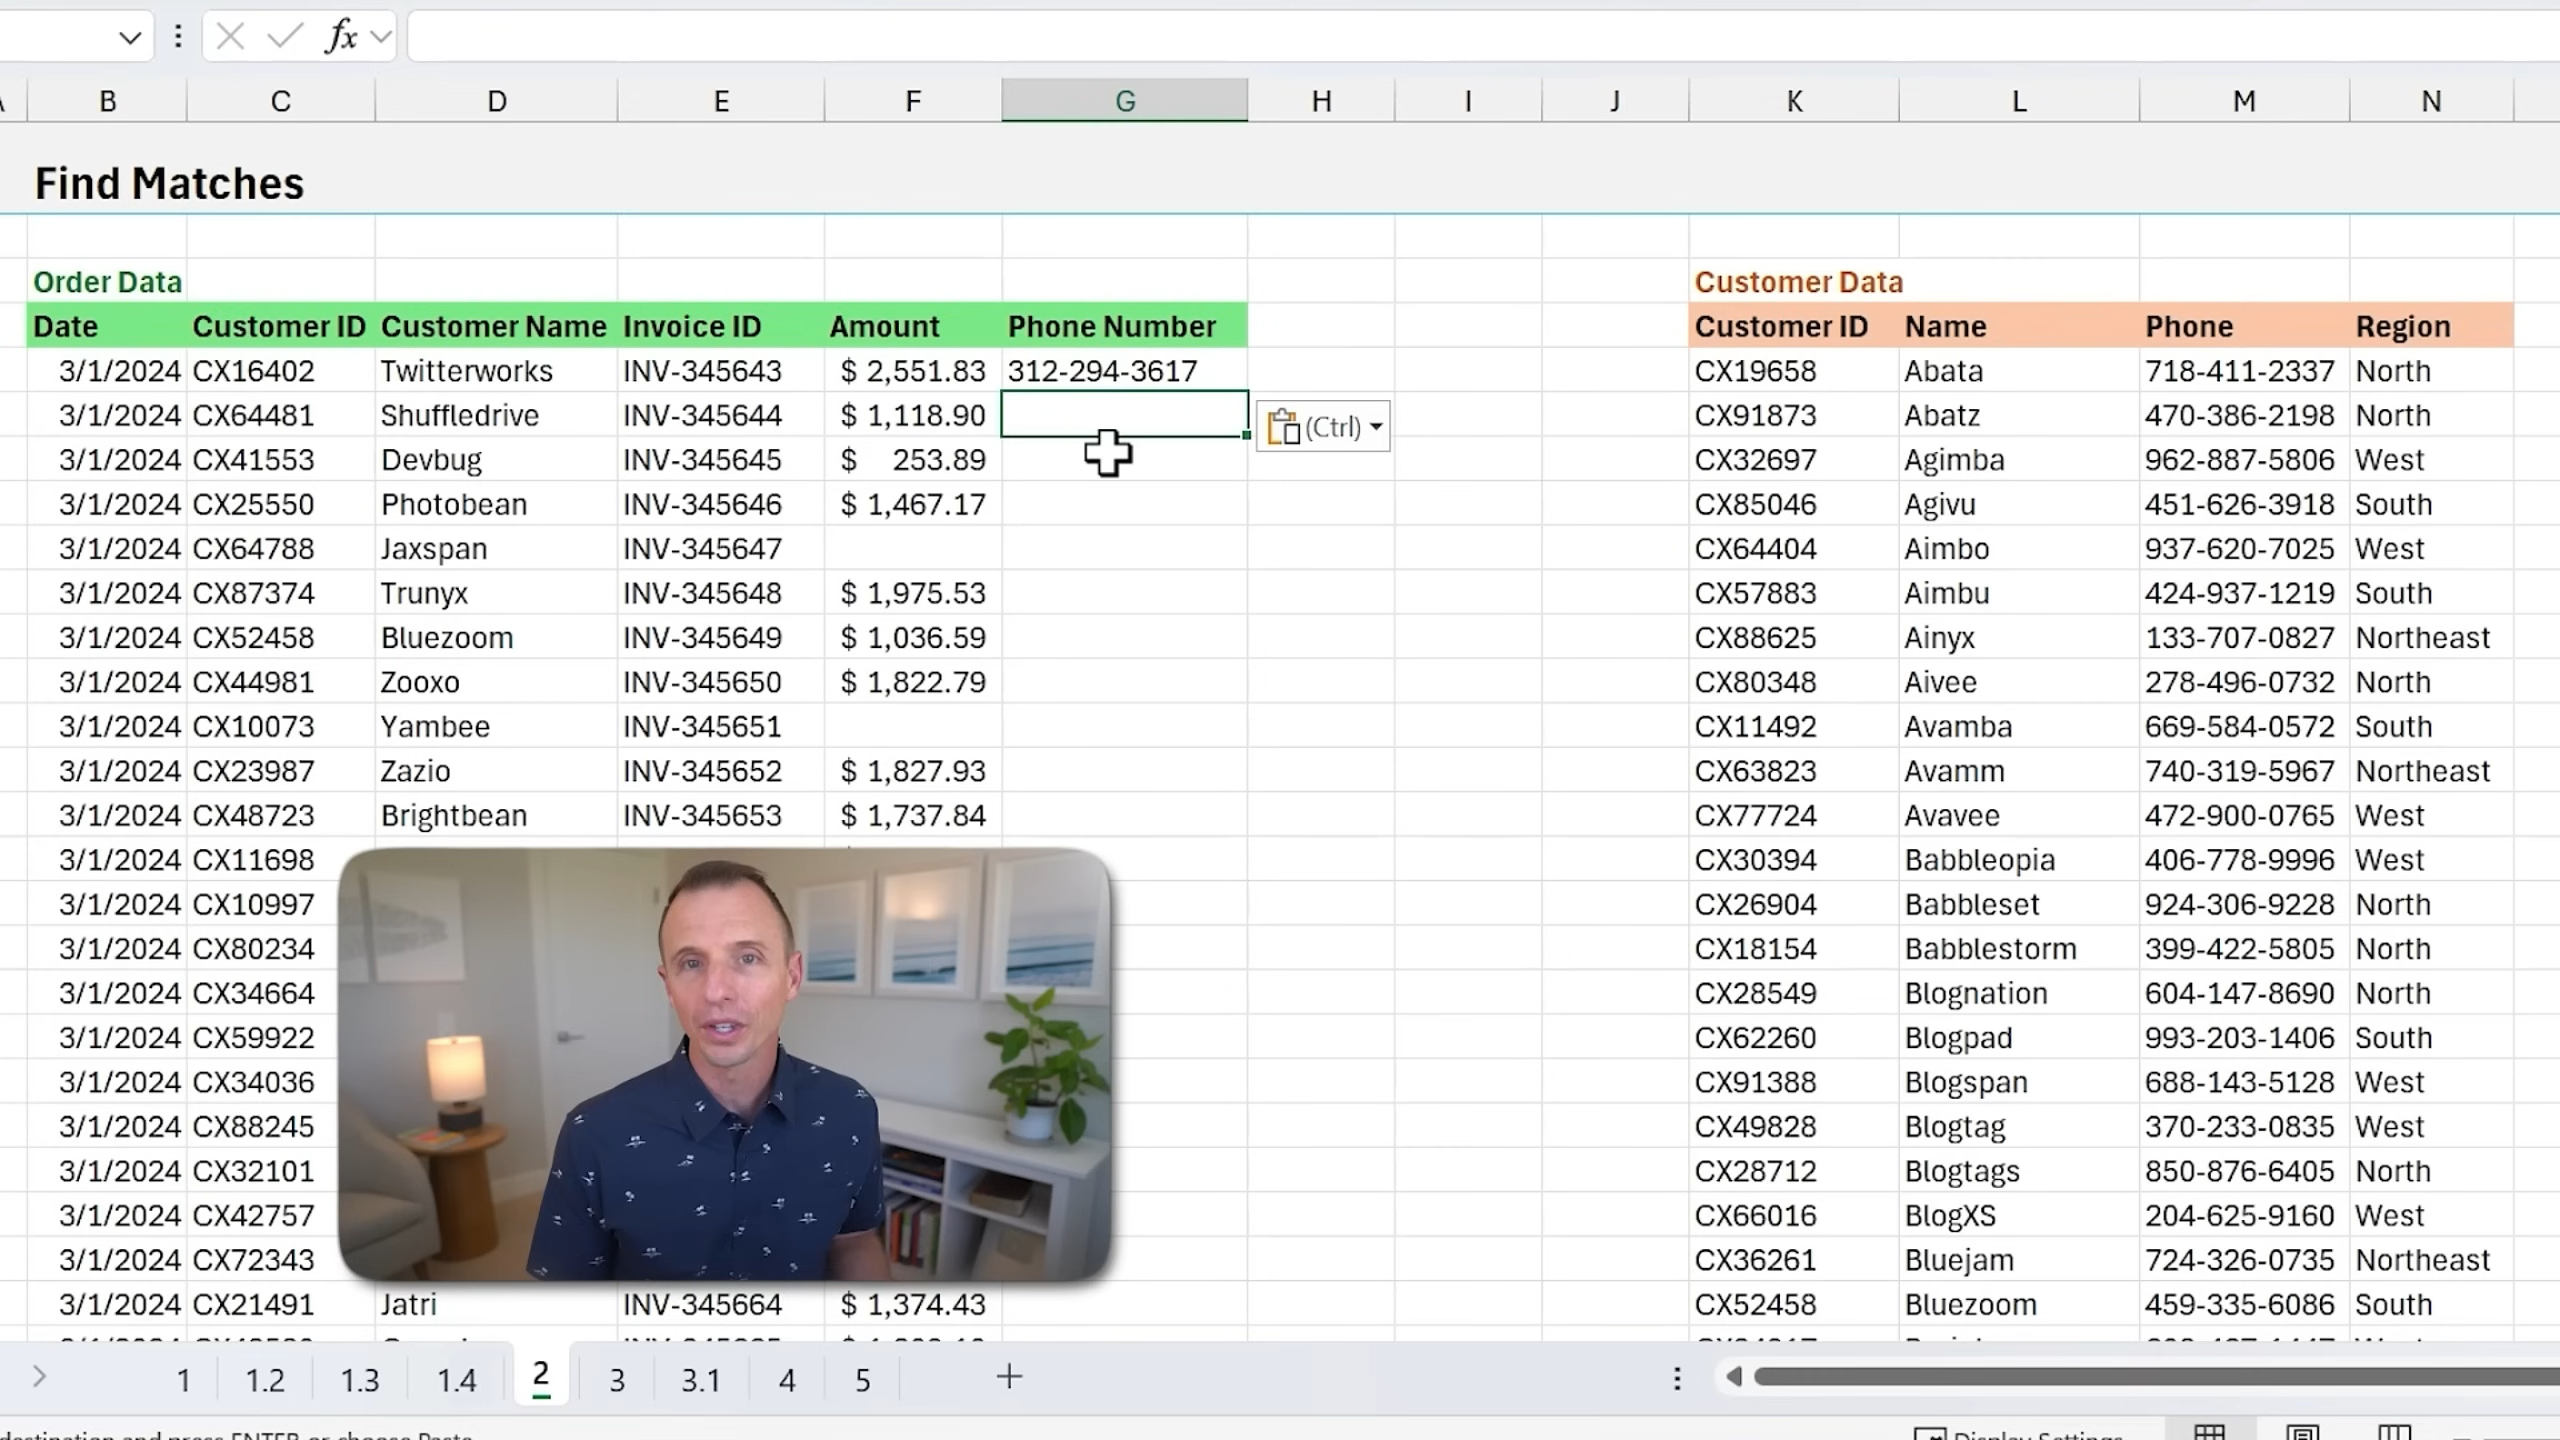 fx
A B C D E F G H I J K L M N
Find Matches
Order Data Customer Data
Date Customer ID Customer Name Invoice ID Amount Phone Number Customer ID Name Phone Region
3/1/2024 CX16402 Twitterworks INV-345643 $ 2,551.83 312-294-3617 CX19658 Abata 718-411-2337 North
3/1/2024 CX64481 Shuffledrive INV-345644 $ 1,118.90 (Ctrl) CX91873 Abatz 470-386-2198 North
3/1/2024 CX41553 Devbug INV-345645 $ 253.89 CX32697 Agimba 962-887-5806 West
3/1/2024 CX25550 Photobean INV-345646 $ 1,467.17 CX85046 Agivu 451-626-3918 South
3/1/2024 CX64788 Jaxspan INV-345647 CX64404 Aimbo 937-620-7025 West
3/1/2024 CX87374 Trunyx INV-345648 $ 1,975.53 CX57883 Aimbu 424-937-1219 South
3/1/2024 CX52458 Bluezoom INV-345649 $ 1,036.59 CX88625 Ainyx 133-707-0827 Northeast
3/1/2024 CX44981 Zooxo INV-345650 $ 1,822.79 CX80348 Aivee 278-496-0732 North
3/1/2024 CX10073 Yambee INV-345651 CX11492 Avamba 669-584-0572 South
3/1/2024 CX23987 Zazio INV-345652 $ 1,827.93 CX63823 Avamm 740-319-5967 Northeast
3/1/2024 CX48723 Brightbean INV-345653 $ 1,737.84 CX77724 Avavee 472-900-0765 West
3/1/2024 CX11698 CX30394 Babbleopia 406-778-9996 West
3/1/2024 CX10997 CX26904 Babbleset 924-306-9228 North
3/1/2024 CX80234 CX18154 Babblestorm 399-422-5805 North
3/1/2024 CX34664 CX28549 Blognation 604-147-8690 North
3/1/2024 CX59922 CX62260 Blogpad 993-203-1406 South
3/1/2024 CX34036 CX91388 Blogspan 688-143-5128 West
3/1/2024 CX88245 CX49828 Blogtag 370-233-0835 West
3/1/2024 CX32101 CX28712 Blogtags 850-876-6405 North
3/1/2024 CX42757 CX66016 BlogXS 204-625-9160 West
3/1/2024 CX72343 CX36261 Bluejam 724-326-0735 Northeast
3/1/2024 CX21491 Jatri INV-345664 $ 1,374.43 CX52458 Bluezoom 459-335-6086 South
1 1.2 1.3 1.4 2 3 3.1 4 5 +
destination and press ENTER or choose Paste
Display Settings